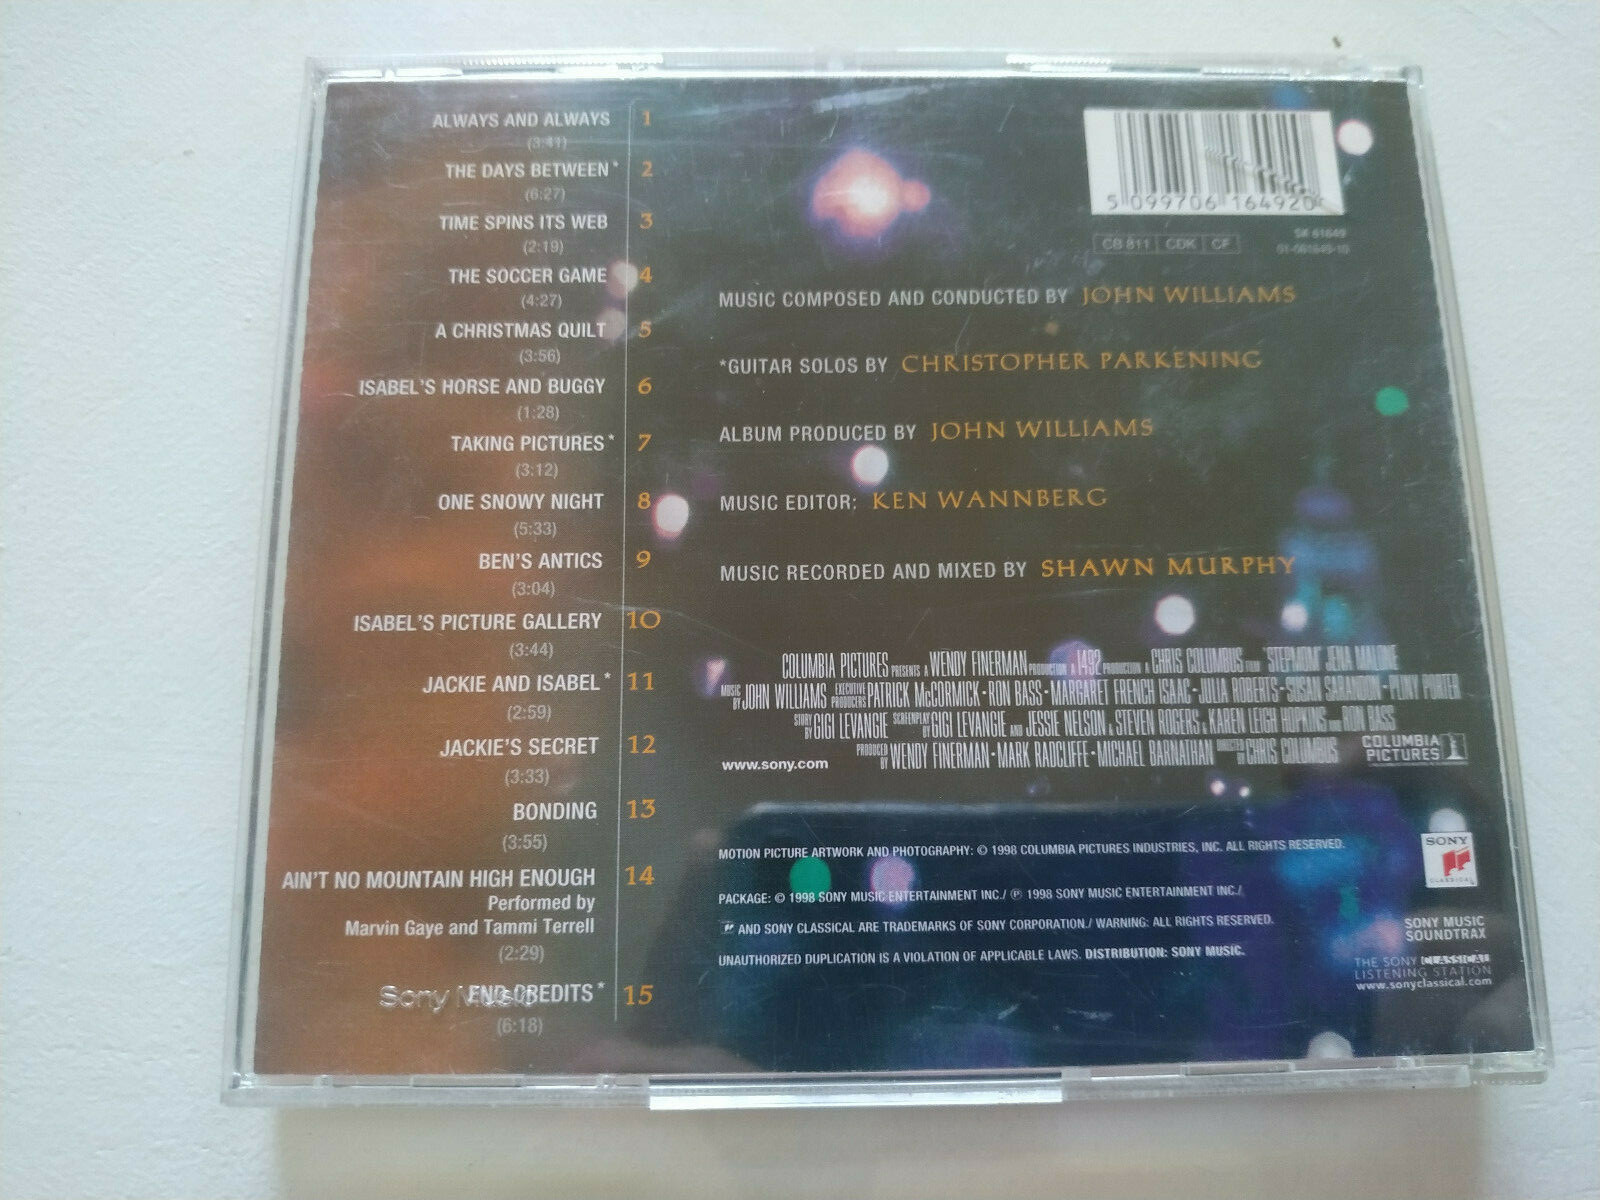 ALWAYS AND ALWAYS 1
(3:41)
THE DAYS BETWEEN* 2
(6:27)
TIME SPINS ITS WEB 3
(2:19)
THE SOCCER GAME 4
(4:27)
A CHRISTMAS QUILT 5
(3:56)
ISABEL'S HORSE AND BUGGY 6
(1:28)
TAKING PICTURES* 7
(3:12)
ONE SNOWY NIGHT 8
(5:33)
BEN'S ANTICS 9
(3:04)
ISABEL'S PICTURE GALLERY 10
(3:44)
JACKIE AND ISABEL* 11
(2:59)
JACKIE'S SECRET 12
(3:33)
BONDING 13
(3:55)
AIN'T NO MOUNTAIN HIGH ENOUGH 14
Performed by
Marvin Gaye and Tammi Terrell
(2:29)
END CREDITS* 15
Sony Music
(6:18)
5 099706 164920
SK 61649
CB 811 CDK CF
01-061649-10
MUSIC COMPOSED AND CONDUCTED BY JOHN WILLIAMS
*GUITAR SOLOS BY CHRISTOPHER PARKENING
ALBUM PRODUCED BY JOHN WILLIAMS
MUSIC EDITOR: KEN WANNBERG
MUSIC RECORDED AND MIXED BY SHAWN MURPHY
COLUMBIA PICTURES PRESENTS A WENDY FINERMAN PRODUCTION A 1492 PRODUCTION A CHRIS COLUMBUS FILM "STEPMOM" JENA MALONE
MUSIC BY JOHN WILLIAMS EXECUTIVE PRODUCERS PATRICK McCORMICK • RON BASS • MARGARET FRENCH ISAAC • JULIA ROBERTS • SUSAN SARANDON • PLINY PORTER
STORY BY GIGI LEVANGIE SCREENPLAY BY GIGI LEVANGIE AND JESSIE NELSON & STEVEN ROGERS & KAREN LEIGH HOPKINS AND RON BASS
PRODUCED BY WENDY FINERMAN • MARK RADCLIFFE • MICHAEL BARNATHAN DIRECTED BY CHRIS COLUMBUS
COLUMBIA
PICTURES
www.sony.com
MOTION PICTURE ARTWORK AND PHOTOGRAPHY: © 1998 COLUMBIA PICTURES INDUSTRIES, INC. ALL RIGHTS RESERVED.
PACKAGE: © 1998 SONY MUSIC ENTERTAINMENT INC./ ℗ 1998 SONY MUSIC ENTERTAINMENT INC./
AND SONY CLASSICAL ARE TRADEMARKS OF SONY CORPORATION./ WARNING: ALL RIGHTS RESERVED.
UNAUTHORIZED DUPLICATION IS A VIOLATION OF APPLICABLE LAWS. DISTRIBUTION: SONY MUSIC.
SONY
CLASSICAL
SONY MUSIC
SOUNDTRAX
THE SONY CLASSICAL
LISTENING STATION
www.sonyclassical.com